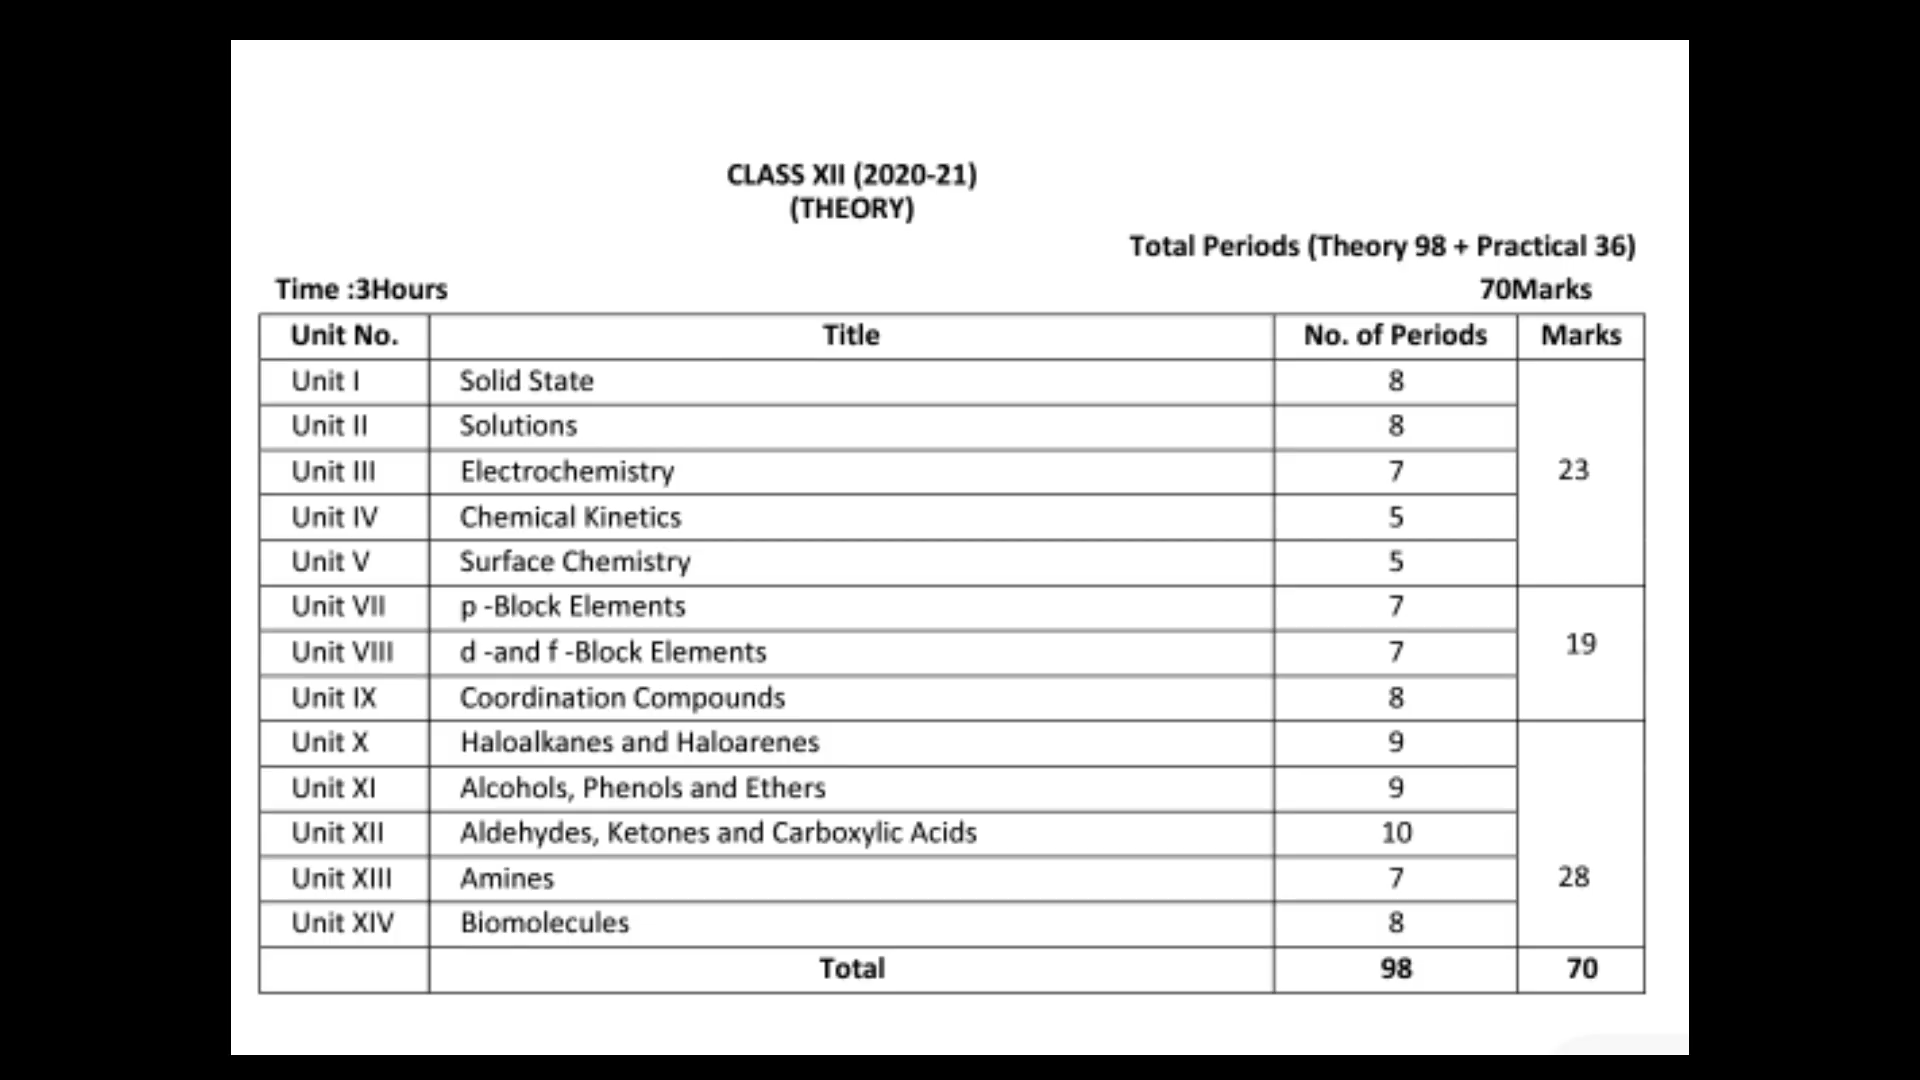 CLASS XII (2020-21)
(THEORY)
Total Periods (Theory 98 + Practical 36)
Time :3Hours 70Marks
Unit No. Title No. of Periods Marks
Unit I Solid State 8
Unit II Solutions 8
Unit III Electrochemistry 7 23
Unit IV Chemical Kinetics 5
Unit V Surface Chemistry 5
Unit VII p -Block Elements 7
Unit VIII d -and f -Block Elements 7 19
Unit IX Coordination Compounds 8
Unit X Haloalkanes and Haloarenes 9
Unit XI Alcohols, Phenols and Ethers 9
Unit XII Aldehydes, Ketones and Carboxylic Acids 10
Unit XIII Amines 7 28
Unit XIV Biomolecules 8
Total 98 70